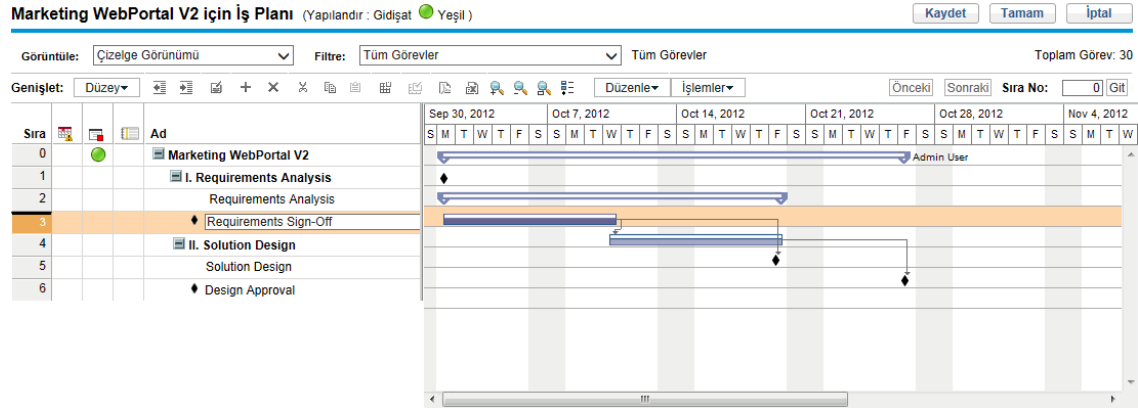 Marketing WebPortal V2 için İş Planı (Yapılandır : Gidişat Yeşil ) Kaydet Tamam İptal
Görüntüle: Çizelge Görünümü Filtre: Tüm Görevler Tüm Görevler Toplam Görev: 30
Genişlet: Düzey Düzenle İşlemler Önceki Sonraki Sıra No: 0 Git
Sep 30, 2012 Oct 7, 2012 Oct 14, 2012 Oct 21, 2012 Oct 28, 2012 Nov 4, 2012
Sıra Ad S M T W T F S S M T W T F S S M T W T F S S M T W T F S S M T W T F S S M T W
0 Marketing WebPortal V2 Admin User
1 I. Requirements Analysis
2 Requirements Analysis
3 Requirements Sign-Off
4 II. Solution Design
5 Solution Design
6 Design Approval